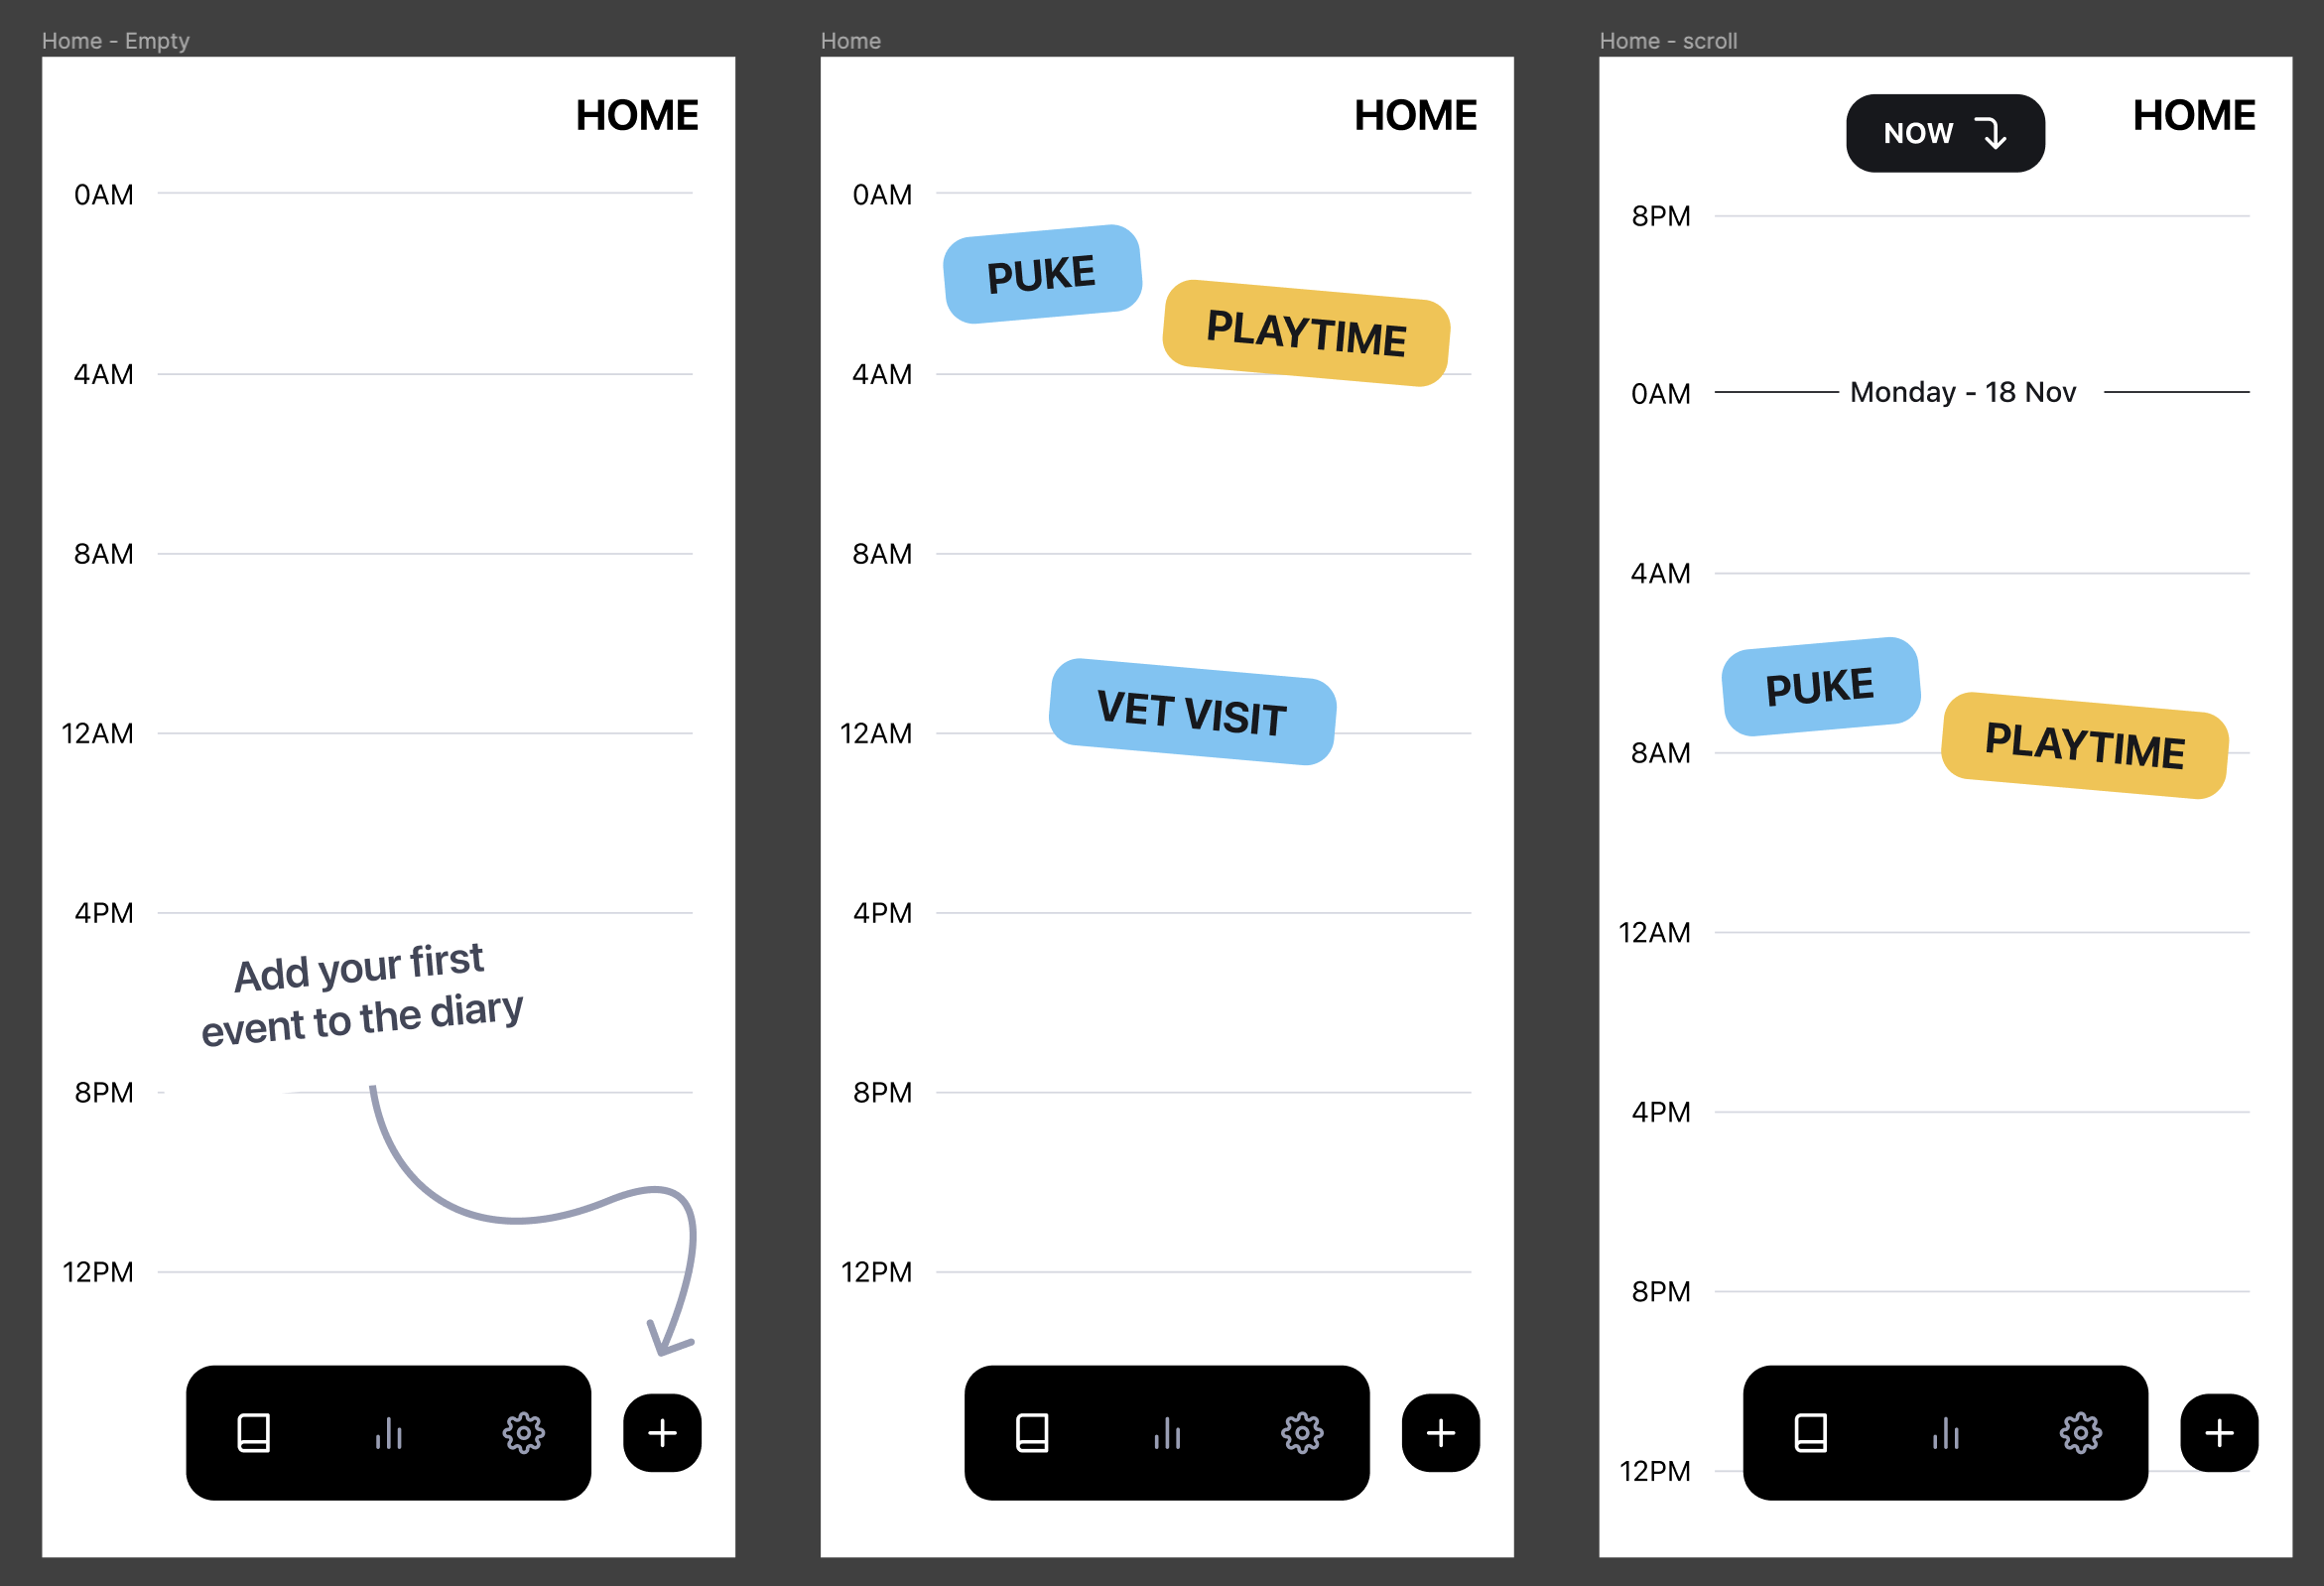 Home - Empty
HOME
0AM
4AM
8AM
12AM
4PM
Add your first
event to the diary
8PM
12PM
Home
HOME
0AM
PUKE
PLAYTIME
4AM
8AM
VET VISIT
12AM
4PM
8PM
12PM
Home - scroll
NOW
HOME
8PM
0AM
Monday - 18 Nov
4AM
PUKE
PLAYTIME
8AM
12AM
4PM
8PM
12PM